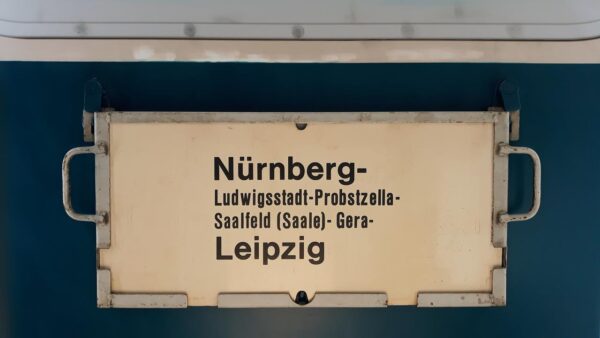 Nürnberg-
Ludwigsstadt-Probstzella-
Saalfeld (Saale)- Gera-
Leipzig